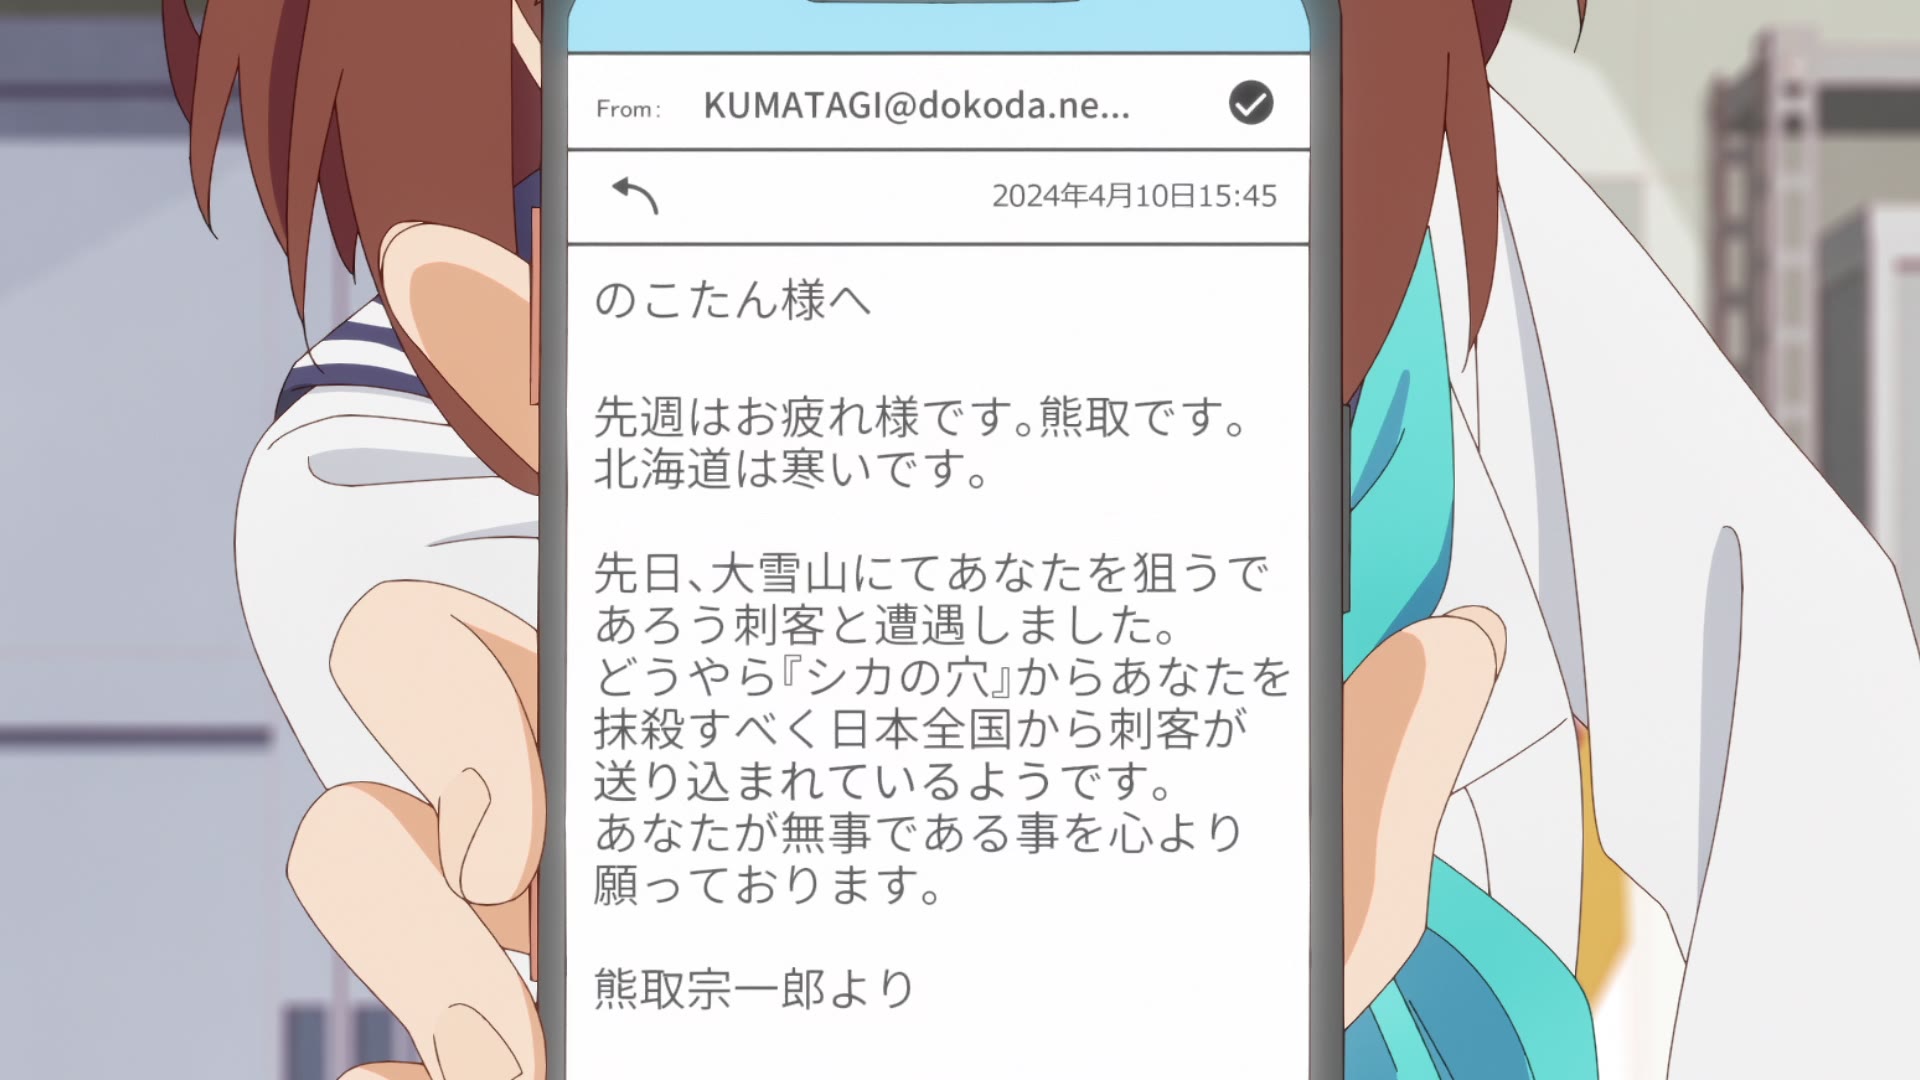 From: KUMATAGI@dokoda.ne...
2024年4月10日15:45
のこたん様へ
先週はお疲れ様です。熊取です。
北海道は寒いです。
先日、大雪山にてあなたを狙うで
あろう刺客と遭遇しました。
どうやら『シカの穴』からあなたを
抹殺すべく日本全国から刺客が
送り込まれているようです。
あなたが無事である事を心より
願っております。
熊取宗一郎より